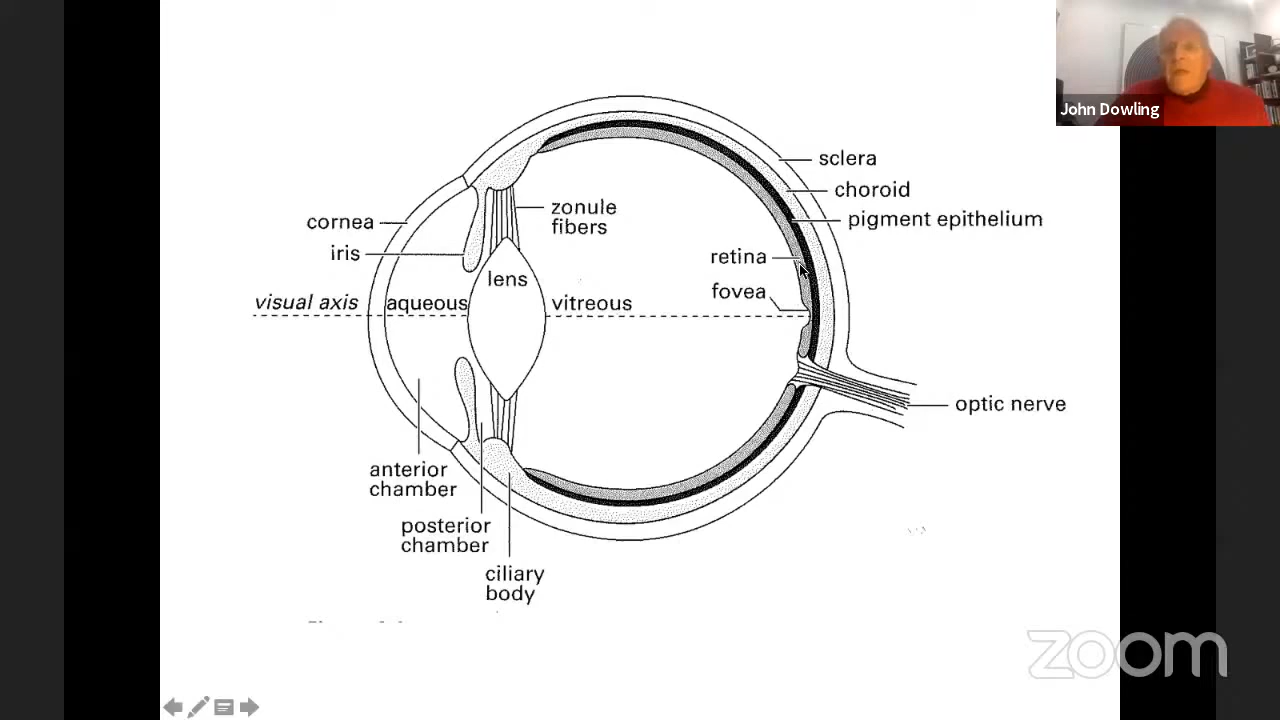 John Dowling
sclera
choroid
pigment epithelium
zonule
fibers
cornea
iris
retina
lens
fovea
visual axis
aqueous
vitreous
optic nerve
anterior
chamber
posterior
chamber
ciliary
body
zoom